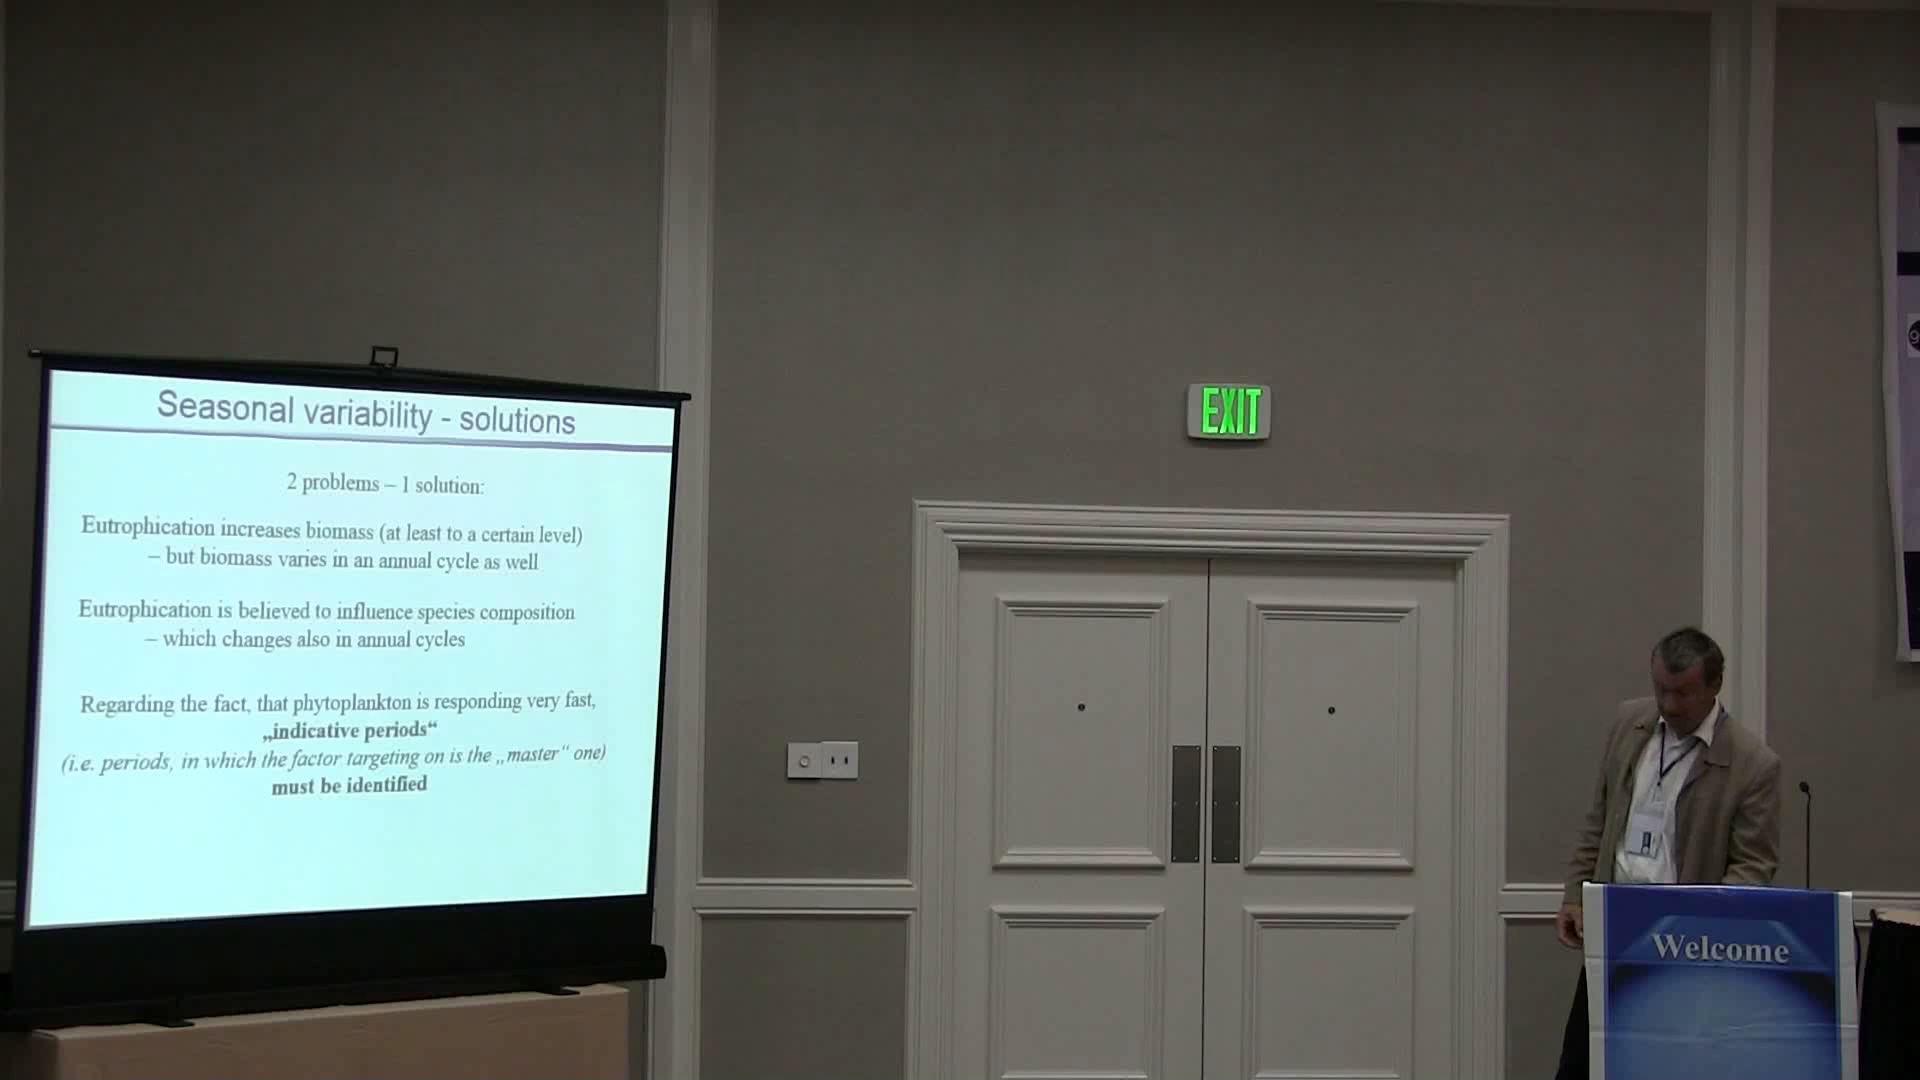 Seasonal variability - solutions
2 problems – 1 solution:
Eutrophication increases biomass (at least to a certain level)
– but biomass varies in an annual cycle as well
Eutrophication is believed to influence species composition
– which changes also in annual cycles
Regarding the fact, that phytoplankton is responding very fast,
„indicative periods“
(i.e. periods, in which the factor targeting on is the „master“ one)
must be identified
EXIT
Welcome